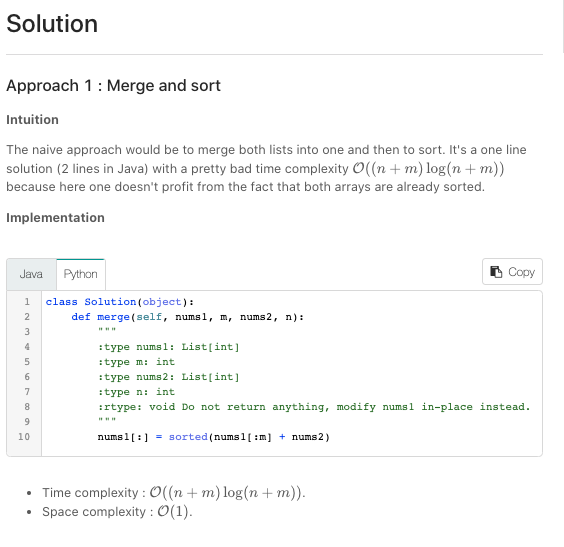 Solution
Approach 1 : Merge and sort
Intuition
The naive approach would be to merge both lists into one and then to sort. It's a one line
solution (2 lines in Java) with a pretty bad time complexity O((n + m) log(n + m))
because here one doesn't profit from the fact that both arrays are already sorted.
Implementation
Java Python Copy
1 class Solution(object):
2     def merge(self, nums1, m, nums2, n):
3         """
4         :type nums1: List[int]
5         :type m: int
6         :type nums2: List[int]
7         :type n: int
8         :rtype: void Do not return anything, modify nums1 in-place instead.
9         """
10         nums1[:] = sorted(nums1[:m] + nums2)
• Time complexity : O((n + m) log(n + m)).
• Space complexity : O(1).